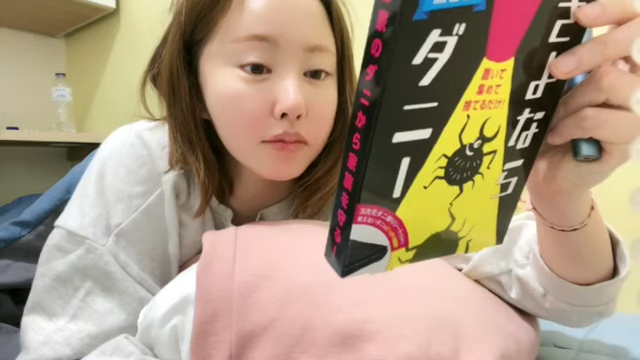 さよなら
ダニー
置いて
集めて
捨てるだけ!
家のダニから家族を守る!